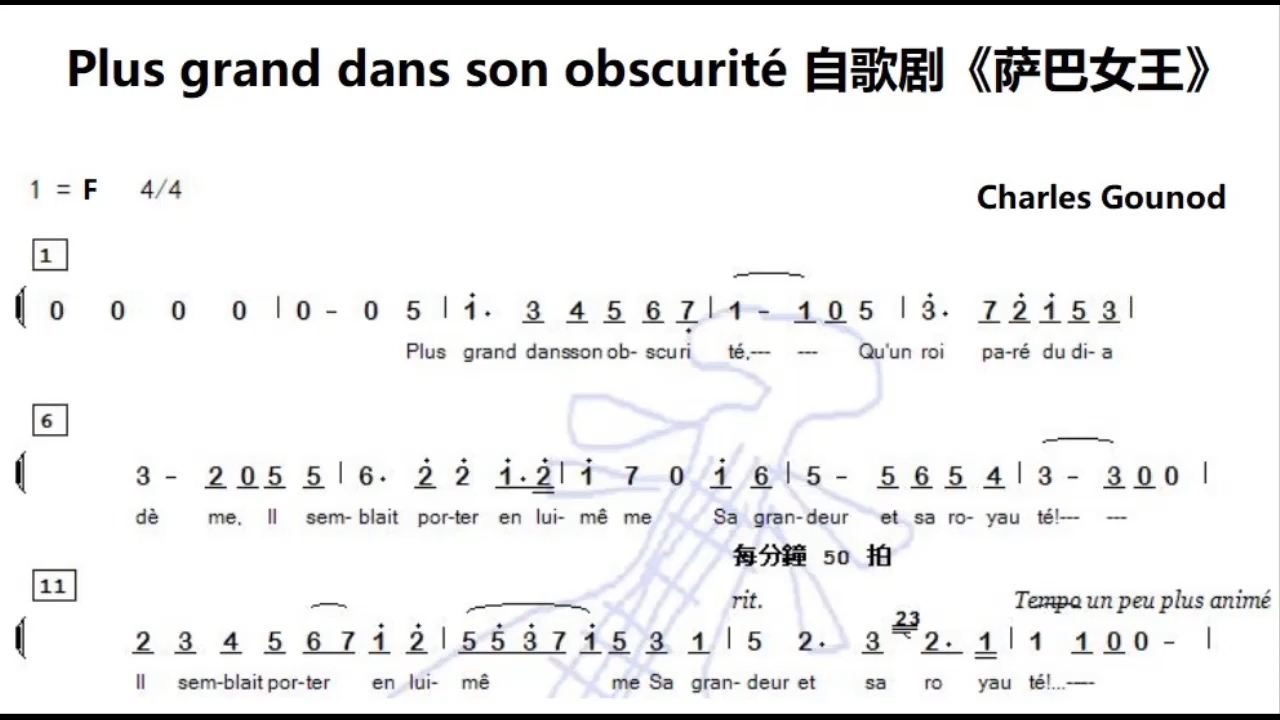 Plus grand dans son obscurité 自歌剧《萨巴女王》
1 = F 4/4
Charles Gounod
1
0 0 0 0 | 0 - 0 5 | 1̇. 3 4 5 6 7̣ | 1 - 1 0 5 | 3̇. 7 2̇ 1̇ 5 3 |
Plus grand dansson ob- scuri té,--- --- Qu'un roi pa-ré du di- a
6
3 - 2 0 5 5 | 6. 2̇ 2̇ 1̇. 2̇ | 1̇ 7 0 1̇ 6 | 5 - 5 6 5 4 | 3 - 3 0 0 |
dè me, Il sem-blait por-ter en lui- mê me Sa gran-deur et sa ro- yau té!--- ---
每分鐘 50 拍
11
rit. Tempo un peu plus animé
2 3 4 5 6 7 1̇ 2̇ | 5 5̇ 3̇ 7 1̇ 5 3 1 | 5 2. 3 23 2. 1 | 1 1 0 0 - |
Il sem-blait por-ter en lui- mê me Sa gran- deur et sa ro yau té!...----